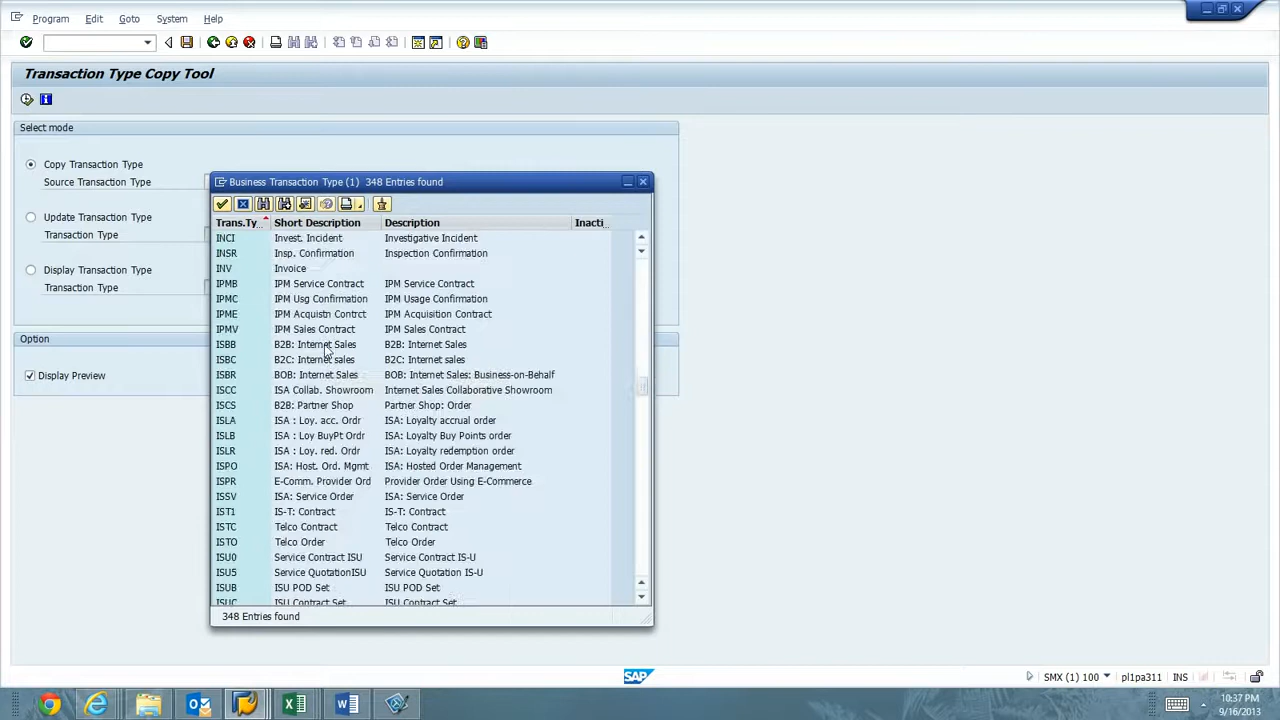 Program Edit Goto System Help
Transaction Type Copy Tool
Select mode
Copy Transaction Type
Source Transaction Type
Update Transaction Type
Transaction Type
Display Transaction Type
Transaction Type
Option
Display Preview
Business Transaction Type (1) 348 Entries found
Trans.Ty... Short Description Description Inacti...
INCI Invest. Incident Investigative Incident
INSR Insp. Confirmation Inspection Confirmation
INV Invoice
IPMB IPM Service Contract IPM Service Contract
IPMC IPM Usg Confirmation IPM Usage Confirmation
IPME IPM Acquistn Contrct IPM Acquisition Contract
IPMV IPM Sales Contract IPM Sales Contract
ISBB B2B: Internet Sales B2B: Internet Sales
ISBC B2C: Internet sales B2C: Internet sales
ISBR BOB: Internet Sales BOB: Internet Sales: Business-on-Behalf
ISCC ISA Collab. Showroom Internet Sales Collaborative Showroom
ISCS B2B: Partner Shop Partner Shop: Order
ISLA ISA : Loy. acc. Ordr ISA: Loyalty accrual order
ISLB ISA : Loy BuyPt Ordr ISA: Loyalty Buy Points order
ISLR ISA : Loy. red. Ordr ISA: Loyalty redemption order
ISPO ISA: Host. Ord. Mgmt ISA: Hosted Order Management
ISPR E-Comm. Provider Ord Provider Order Using E-Commerce
ISSV ISA: Service Order ISA: Service Order
IST1 IS-T: Contract IS-T: Contract
ISTC Telco Contract Telco Contract
ISTO Telco Order Telco Order
ISU0 Service Contract ISU Service Contract IS-U
ISU5 Service QuotationISU Service Quotation IS-U
ISUB ISU POD Set ISU POD Set
ISUC ISU Contract Set ISU Contract Set
348 Entries found
SAP
SMX (1) 100 pl1pa311 INS
10:37 PM
9/16/2013